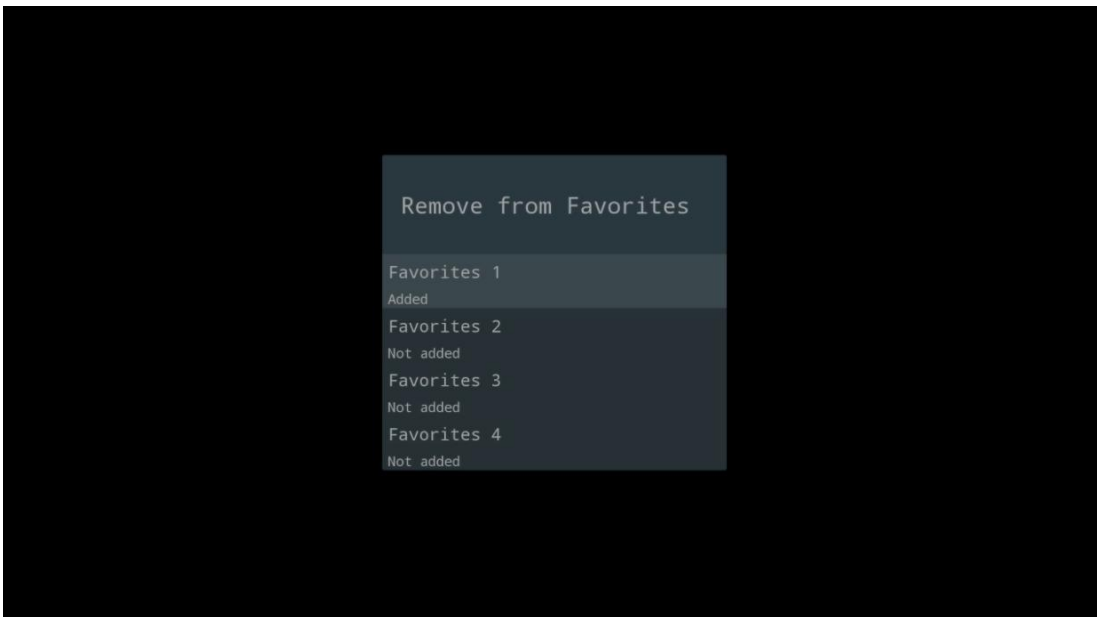 Remove from Favorites
Favorites 1
Added
Favorites 2
Not added
Favorites 3
Not added
Favorites 4
Not added